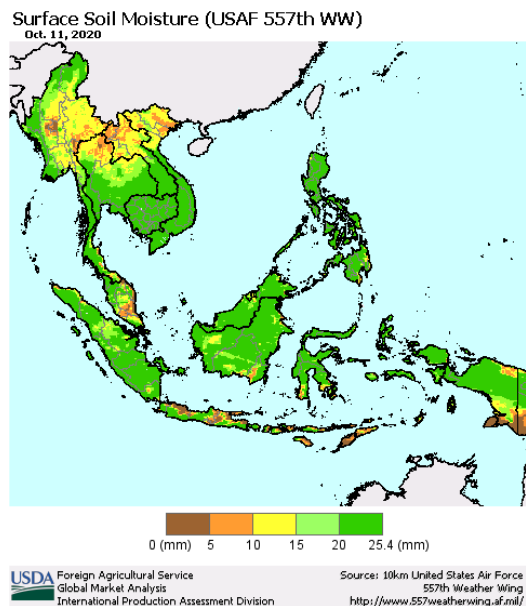 Surface Soil Moisture (USAF 557th WW)
Oct. 11, 2020
0 (mm) 5 10 15 20 25.4 (mm)
USDA Foreign Agricultural Service
Global Market Analysis
International Production Assessment Division
Source: 10km United States Air Force
557th Weather Wing
http://www.557weatherwing.af.mil/